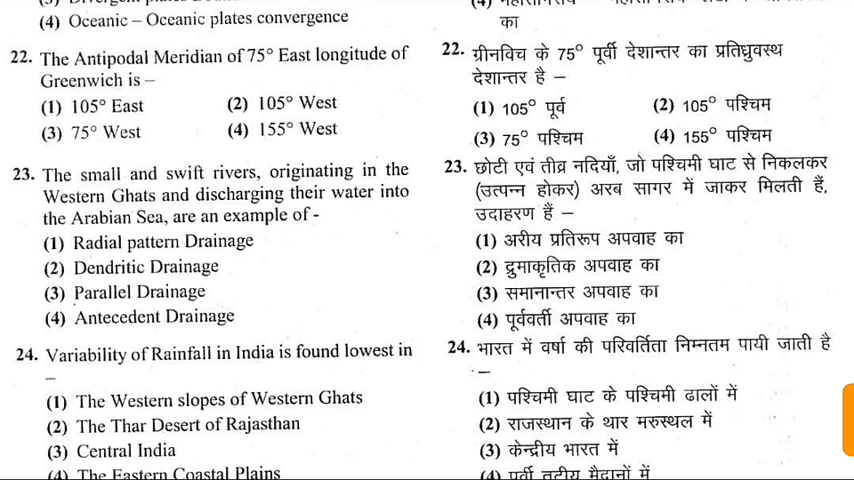 (4) Oceanic – Oceanic plates convergence
22. The Antipodal Meridian of 75° East longitude of
Greenwich is –
(1) 105° East (2) 105° West
(3) 75° West (4) 155° West
23. The small and swift rivers, originating in the
Western Ghats and discharging their water into
the Arabian Sea, are an example of -
(1) Radial pattern Drainage
(2) Dendritic Drainage
(3) Parallel Drainage
(4) Antecedent Drainage
24. Variability of Rainfall in India is found lowest in
–
(1) The Western slopes of Western Ghats
(2) The Thar Desert of Rajasthan
(3) Central India
(4) The Eastern Coastal Plains
का
22. ग्रीनविच के 75° पूर्वी देशान्तर का प्रतिध्रुवस्थ
देशान्तर है –
(1) 105° पूर्व (2) 105° पश्चिम
(3) 75° पश्चिम (4) 155° पश्चिम
23. छोटी एवं तीव्र नदियाँ, जो पश्चिमी घाट से निकलकर
(उत्पन्न होकर) अरब सागर में जाकर मिलती हैं,
उदाहरण हैं –
(1) अरीय प्रतिरूप अपवाह का
(2) द्रुमाकृतिक अपवाह का
(3) समानान्तर अपवाह का
(4) पूर्ववर्ती अपवाह का
24. भारत में वर्षा की परिवर्तिता निम्नतम पायी जाती है
–
(1) पश्चिमी घाट के पश्चिमी ढालों में
(2) राजस्थान के थार मरुस्थल में
(3) केन्द्रीय भारत में
(4) पूर्वी तटीय मैदानों में